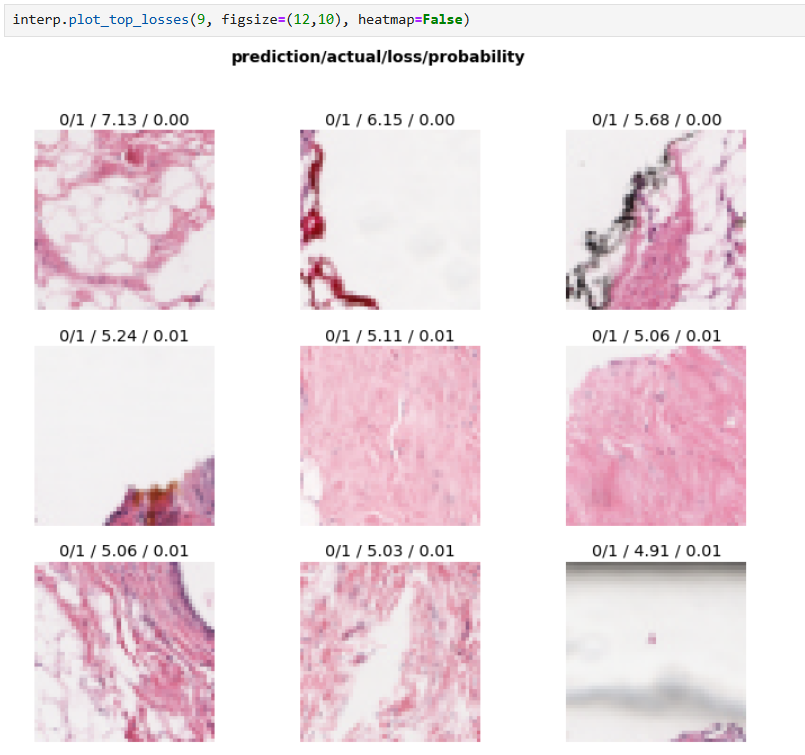 interp.plot_top_losses(9, figsize=(12,10), heatmap=False)
prediction/actual/loss/probability
0/1 / 7.13 / 0.00
0/1 / 6.15 / 0.00
0/1 / 5.68 / 0.00
0/1 / 5.24 / 0.01
0/1 / 5.11 / 0.01
0/1 / 5.06 / 0.01
0/1 / 5.06 / 0.01
0/1 / 5.03 / 0.01
0/1 / 4.91 / 0.01